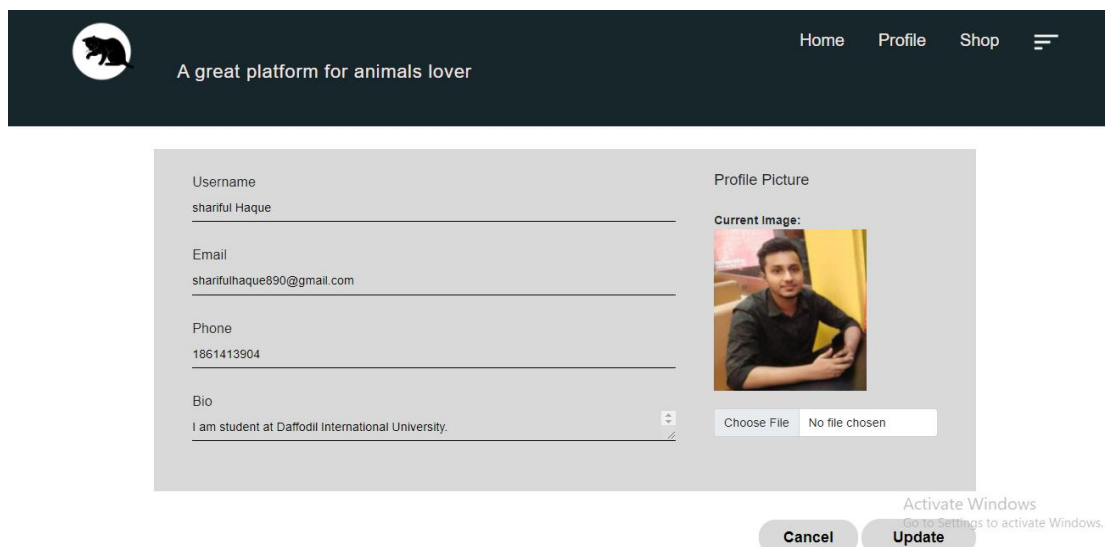 Home Profile Shop
A great platform for animals lover
Username
shariful Haque
Email
sharifulhaque890@gmail.com
Phone
1861413904
Bio
I am student at Daffodil International University.
Profile Picture
Current Image:
Choose File No file chosen
Activate Windows
Go to Settings to activate Windows.
Cancel Update